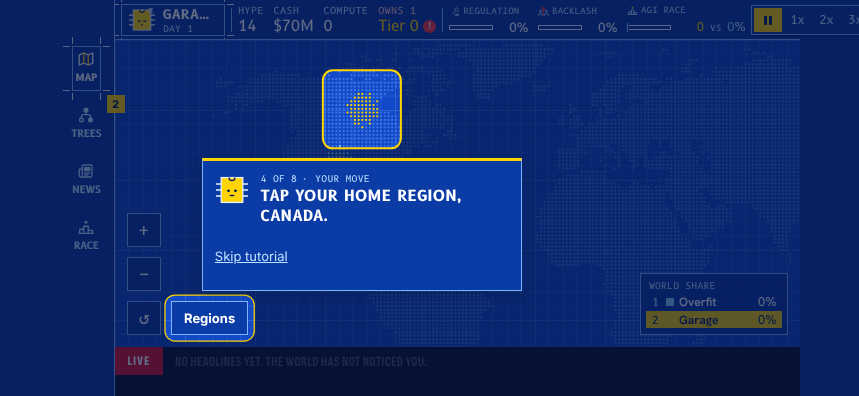 GARA...
DAY 1
HYPE
14
CASH
$70M
COMPUTE
0
OWNS 1
Tier 0 !
REGULATION
0%
BACKLASH
0%
AGI RACE
0 vs 0%
1x 2x 3x
MAP
2
TREES
NEWS
RACE
4 OF 8 · YOUR MOVE
TAP YOUR HOME REGION,
CANADA.
Skip tutorial
+
−
↺
Regions
WORLD SHARE
1 Overfit 0%
2 Garage 0%
LIVE
NO HEADLINES YET. THE WORLD HAS NOT NOTICED YOU.